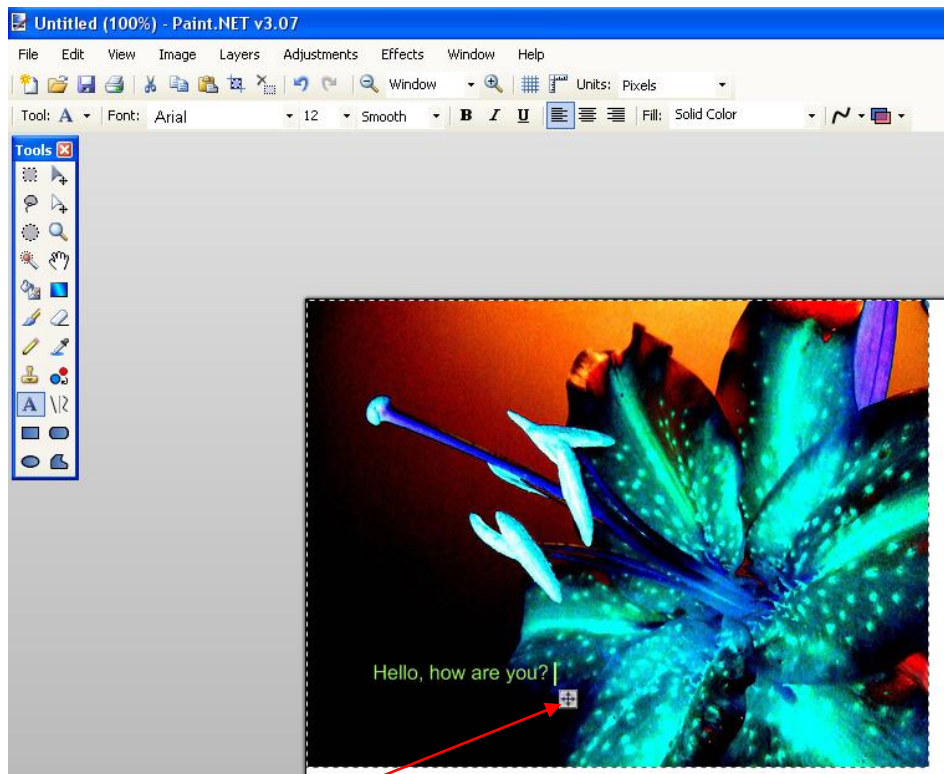 Untitled (100%) - Paint.NET v3.07
File Edit View Image Layers Adjustments Effects Window Help
Window Units: Pixels
Tool: A Font: Arial 12 Smooth B I U Fill: Solid Color
Tools
A
Hello, how are you?